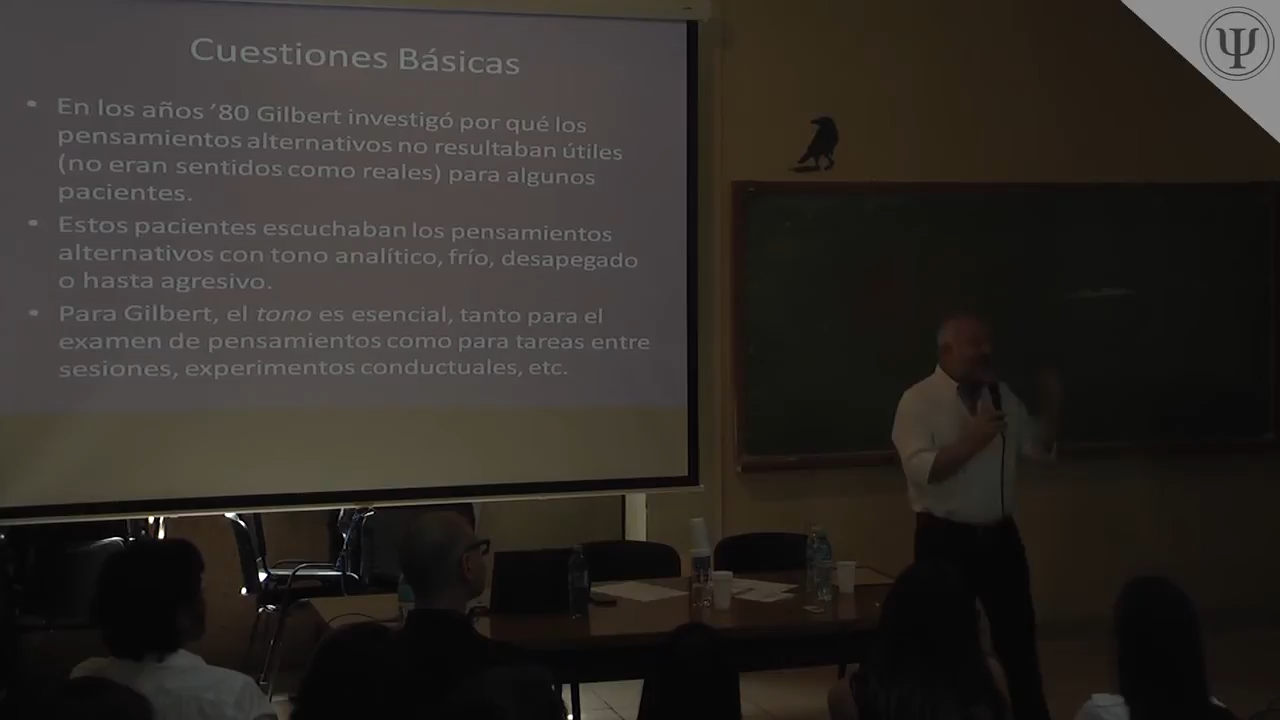 Cuestiones Básicas
• En los años ’80 Gilbert investigó por qué los
pensamientos alternativos no resultaban útiles
(no eran sentidos como reales) para algunos
pacientes.
• Estos pacientes escuchaban los pensamientos
alternativos con tono analítico, frío, desapegado
o hasta agresivo.
• Para Gilbert, el tono es esencial, tanto para el
examen de pensamientos como para tareas entre
sesiones, experimentos conductuales, etc.
Ψ